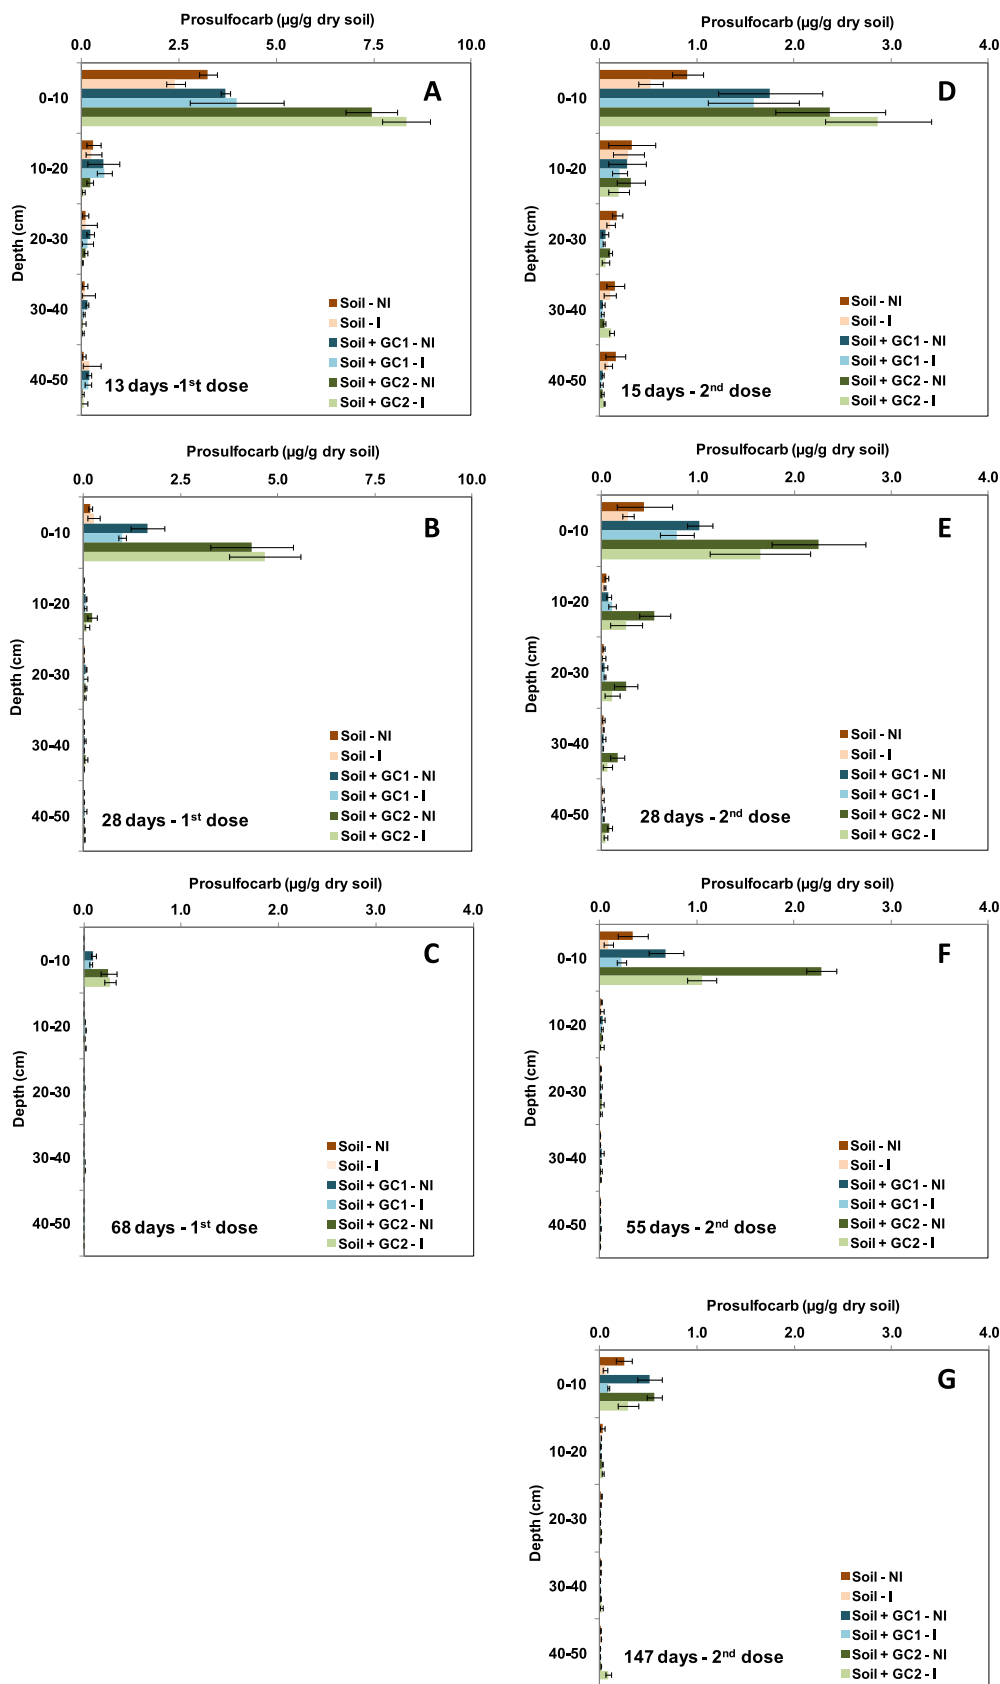 Prosulfocarb (µg/g dry soil)
0.0 2.5 5.0 7.5 10.0
Depth (cm)
0-10
10-20
20-30
30-40
40-50
A
Soil - NI
Soil - I
Soil + GC1 - NI
Soil + GC1 - I
Soil + GC2 - NI
Soil + GC2 - I
13 days -1st dose
Prosulfocarb (µg/g dry soil)
0.0 1.0 2.0 3.0 4.0
Depth (cm)
0-10
10-20
20-30
30-40
40-50
D
Soil - NI
Soil - I
Soil + GC1 - NI
Soil + GC1 - I
Soil + GC2 - NI
Soil + GC2 - I
15 days - 2nd dose
Prosulfocarb (µg/g dry soil)
0.0 2.5 5.0 7.5 10.0
Depth (cm)
0-10
10-20
20-30
30-40
40-50
B
Soil - NI
Soil - I
Soil + GC1 - NI
Soil + GC1 - I
Soil + GC2 - NI
Soil + GC2 - I
28 days - 1st dose
Prosulfocarb (µg/g dry soil)
0.0 1.0 2.0 3.0 4.0
Depth (cm)
0-10
10-20
20-30
30-40
40-50
E
Soil - NI
Soil - I
Soil + GC1 - NI
Soil + GC1 - I
Soil + GC2 - NI
Soil + GC2 - I
28 days - 2nd dose
Prosulfocarb (µg/g dry soil)
0.0 1.0 2.0 3.0 4.0
Depth (cm)
0-10
10-20
20-30
30-40
40-50
C
Soil - NI
Soil - I
Soil + GC1 - NI
Soil + GC1 - I
Soil + GC2 - NI
Soil + GC2 - I
68 days - 1st dose
Prosulfocarb (µg/g dry soil)
0.0 1.0 2.0 3.0 4.0
Depth (cm)
0-10
10-20
20-30
30-40
40-50
F
Soil - NI
Soil - I
Soil + GC1 - NI
Soil + GC1 - I
Soil + GC2 - NI
Soil + GC2 - I
55 days - 2nd dose
Prosulfocarb (µg/g dry soil)
0.0 1.0 2.0 3.0 4.0
Depth (cm)
0-10
10-20
20-30
30-40
40-50
G
Soil - NI
Soil - I
Soil + GC1 - NI
Soil + GC1 - I
Soil + GC2 - NI
Soil + GC2 - I
147 days - 2nd dose